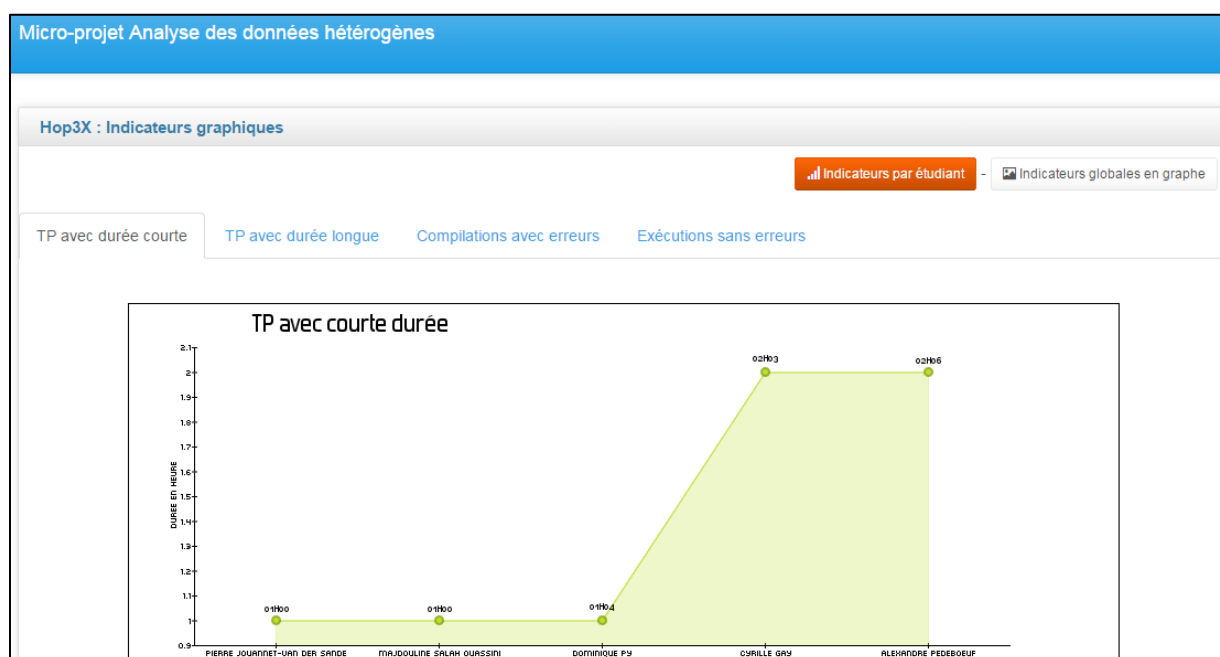 Micro-projet Analyse des données hétérogènes
Hop3X : Indicateurs graphiques
Indicateurs par étudiant - Indicateurs globales en graphe
TP avec durée courte TP avec durée longue Compilations avec erreurs Exécutions sans erreurs
TP avec courte durée
2.1
02H03 02H06
2
1.9
1.8
1.7
1.6
DUREE EN HEURE
1.5
1.4
1.3
1.2
1.1
01H00 01H00 01H04
1
0.9
PIERRE JOUANNET-VAN DER SANDE MAJDOULINE SALAH OUASSINI DOMINIQUE PY CYRILLE GAY ALEXANDRE PEDEBOEUF